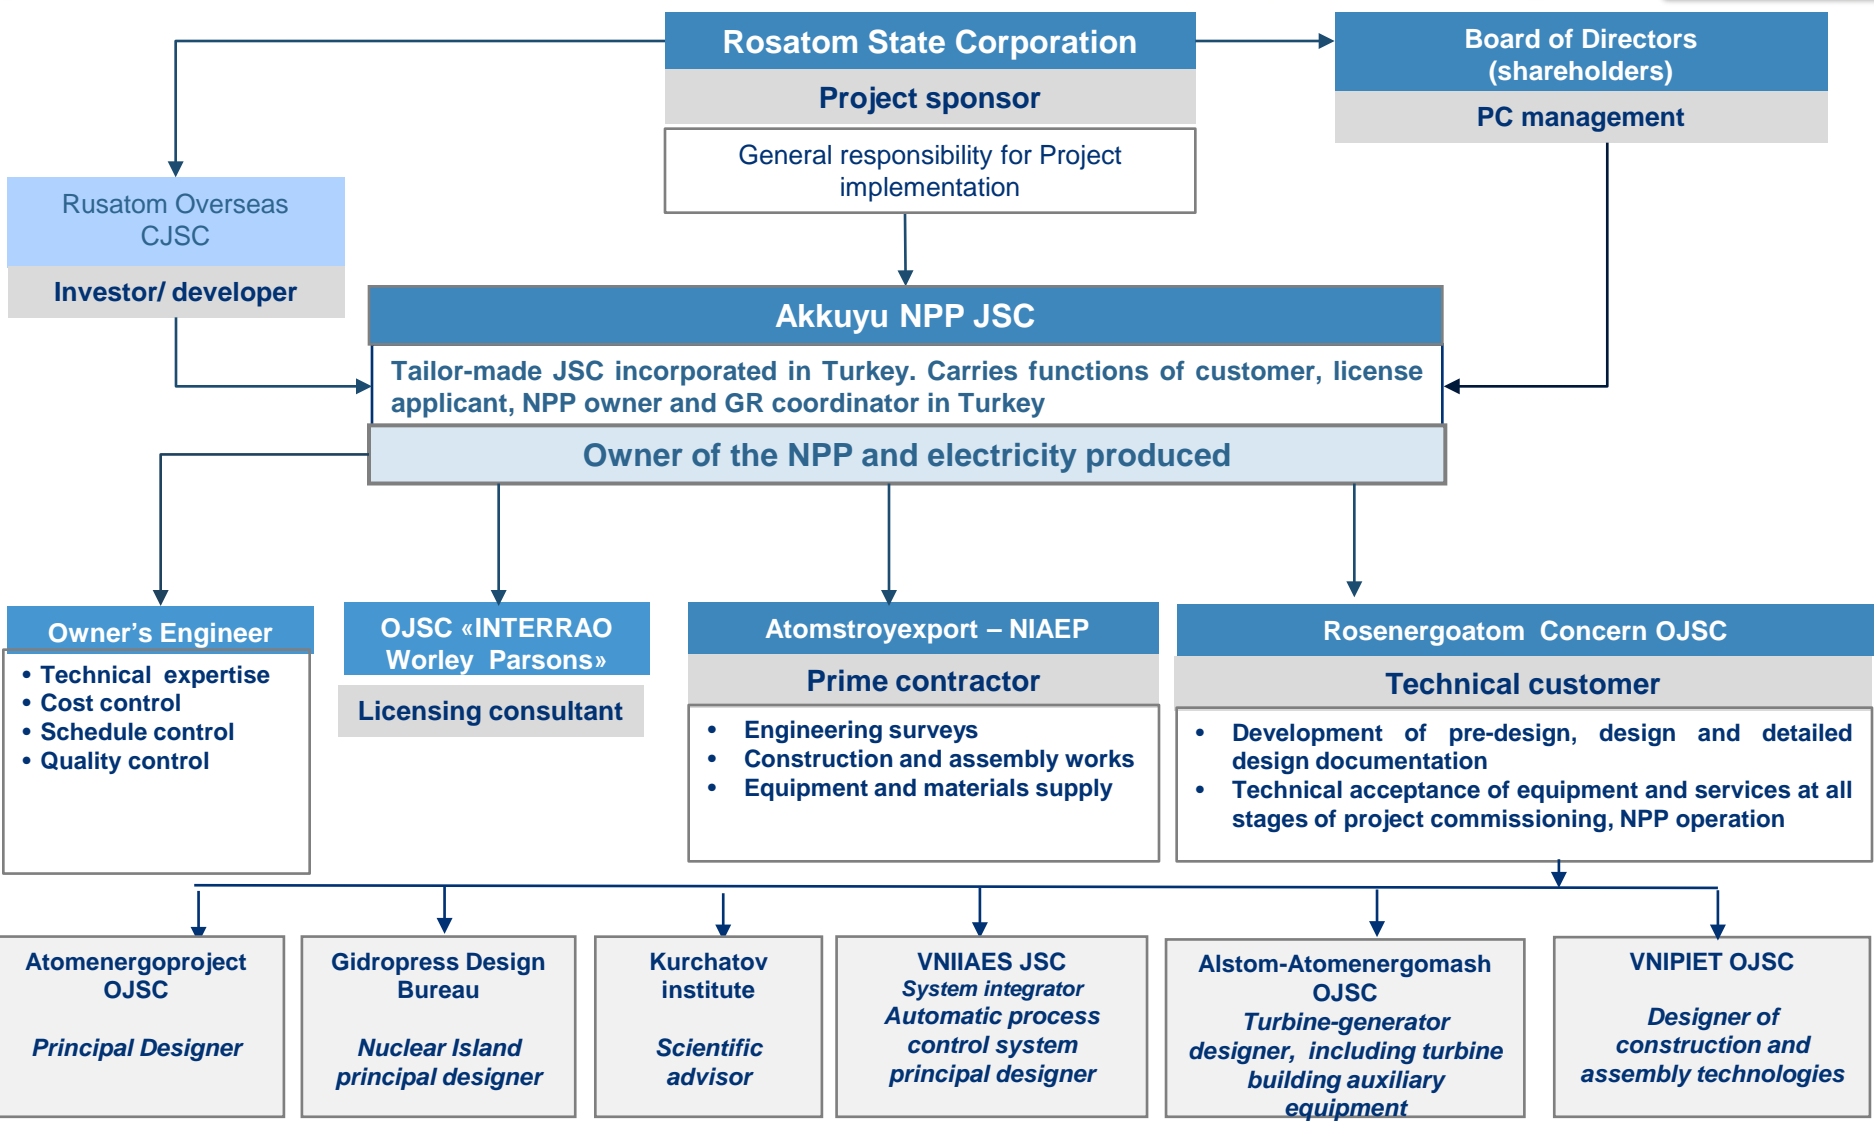 Rosatom State Corporation
Project sponsor
General responsibility for Project
implementation
Board of Directors
(shareholders)
PC management
Rusatom Overseas
CJSC
Investor/ developer
Akkuyu NPP JSC
Tailor-made JSC incorporated in Turkey. Carries functions of customer, license
applicant, NPP owner and GR coordinator in Turkey
Owner of the NPP and electricity produced
Owner’s Engineer
• Technical expertise
• Cost control
• Schedule control
• Quality control
OJSC «INTERRAO
Worley Parsons»
Licensing consultant
Atomstroyexport – NIAEP
Prime contractor
• Engineering surveys
• Construction and assembly works
• Equipment and materials supply
Rosenergoatom Concern OJSC
Technical customer
• Development of pre-design, design and detailed
design documentation
• Technical acceptance of equipment and services at all
stages of project commissioning, NPP operation
Atomenergoproject
OJSC
Principal Designer
Gidropress Design
Bureau
Nuclear Island
principal designer
Kurchatov
institute
Scientific
advisor
VNIIAES JSC
System integrator
Automatic process
control system
principal designer
Alstom-Atomenergomash
OJSC
Turbine-generator
designer, including turbine
building auxiliary
equipment
VNIPIET OJSC
Designer of
construction and
assembly technologies